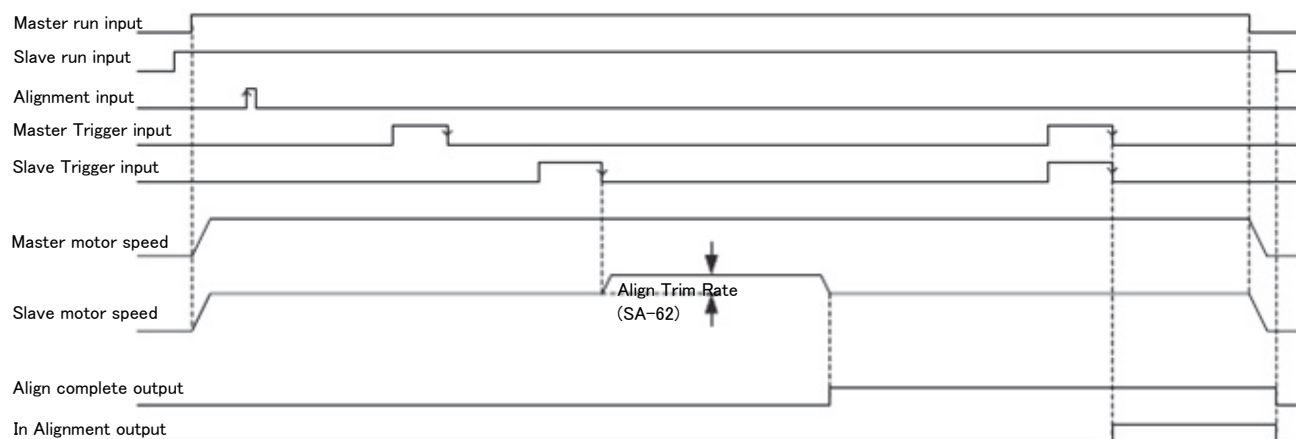 Master run input
Slave run input
Alignment input
Master Trigger input
Slave Trigger input
Master motor speed
Align Trim Rate
(SA-62)
Slave motor speed
Align complete output
In Alignment output